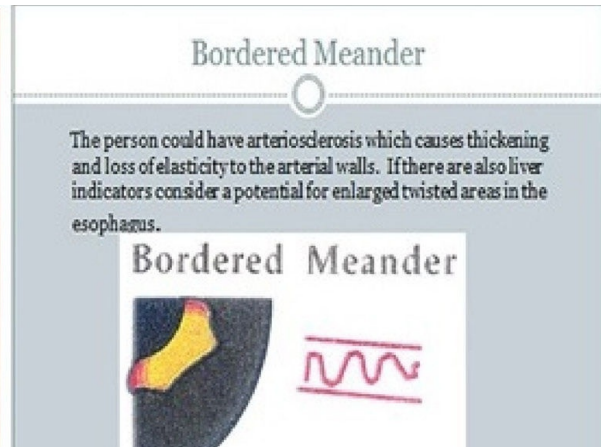 Bordered Meander
The person could have arteriosclerosis which causes thickening
and loss of elasticity to the arterial walls. If there are also liver
indicators consider a potential for enlarged twisted areas in the
esophagus.
Bordered Meander